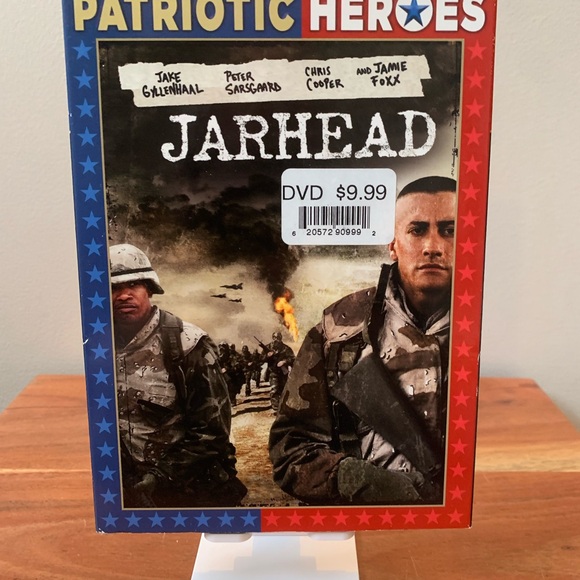 PATRIOTIC HEROES
JAKE GYLLENHAAL
PETER SARSGAARD
CHRIS COOPER
AND JAMIE FOXX
JARHEAD
DVD $9.99
6 20572 90999 2